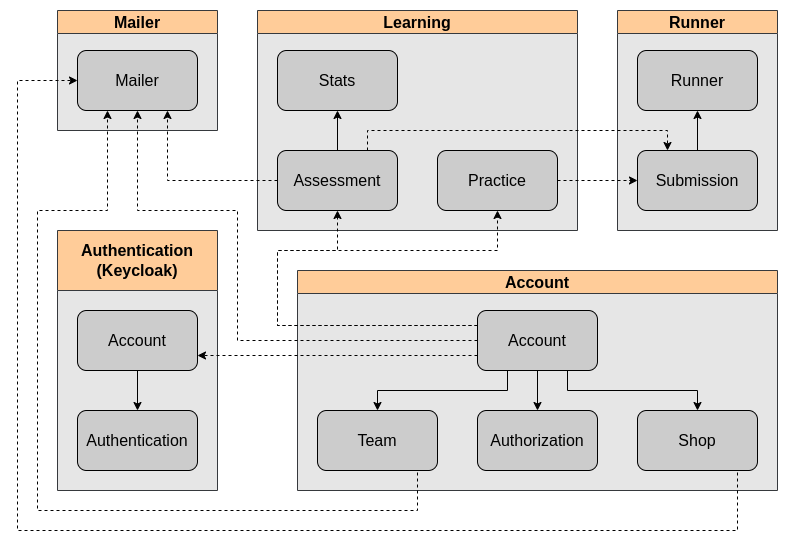 Mailer
Mailer
Learning
Stats
Assessment
Practice
Runner
Runner
Submission
Authentication
(Keycloak)
Account
Authentication
Account
Account
Team
Authorization
Shop